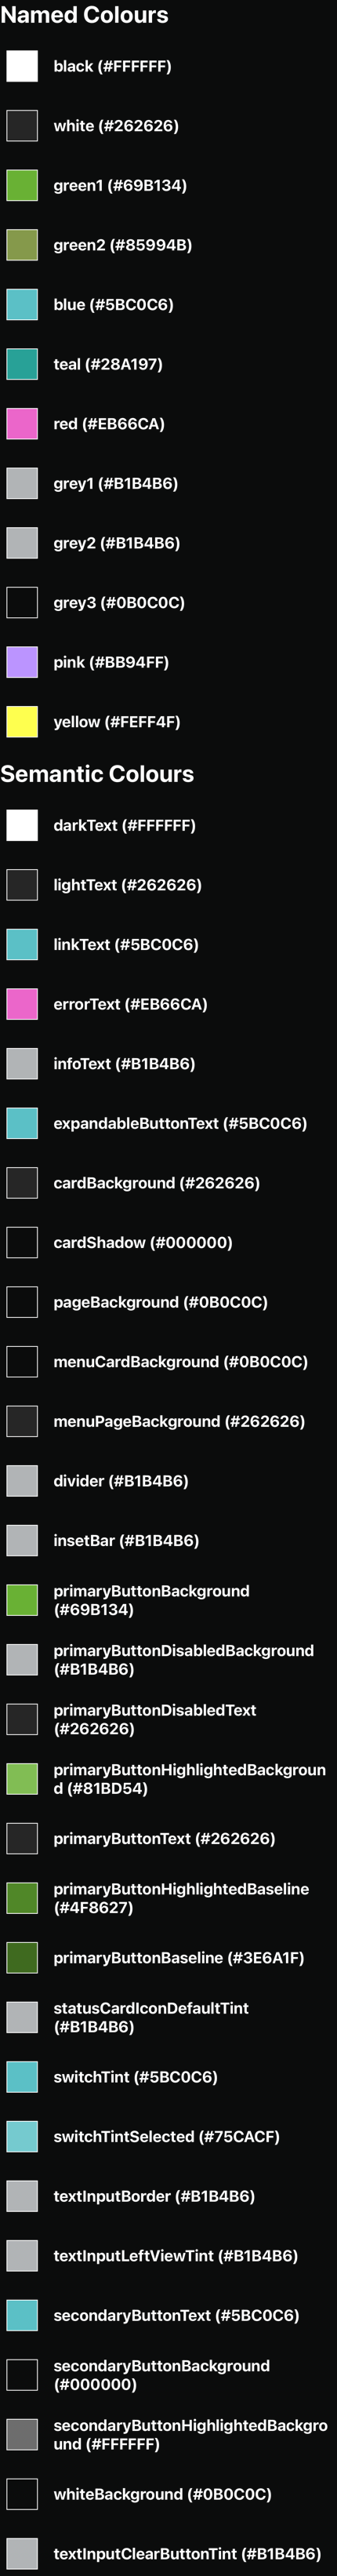 Named Colours
black (#FFFFFF)
white (#262626)
green1 (#69B134)
green2 (#85994B)
blue (#5BC0C6)
teal (#28A197)
red (#EB66CA)
grey1 (#B1B4B6)
grey2 (#B1B4B6)
grey3 (#0B0C0C)
pink (#BB94FF)
yellow (#FEFF4F)
Semantic Colours
darkText (#FFFFFF)
lightText (#262626)
linkText (#5BC0C6)
errorText (#EB66CA)
infoText (#B1B4B6)
expandableButtonText (#5BC0C6)
cardBackground (#262626)
cardShadow (#000000)
pageBackground (#0B0C0C)
menuCardBackground (#0B0C0C)
menuPageBackground (#262626)
divider (#B1B4B6)
insetBar (#B1B4B6)
primaryButtonBackground
(#69B134)
primaryButtonDisabledBackground
(#B1B4B6)
primaryButtonDisabledText
(#262626)
primaryButtonHighlightedBackgroun
d (#81BD54)
primaryButtonText (#262626)
primaryButtonHighlightedBaseline
(#4F8627)
primaryButtonBaseline (#3E6A1F)
statusCardIconDefaultTint
(#B1B4B6)
switchTint (#5BC0C6)
switchTintSelected (#75CACF)
textInputBorder (#B1B4B6)
textInputLeftViewTint (#B1B4B6)
secondaryButtonText (#5BC0C6)
secondaryButtonBackground
(#000000)
secondaryButtonHighlightedBackgro
und (#FFFFFF)
whiteBackground (#0B0C0C)
textInputClearButtonTint (#B1B4B6)